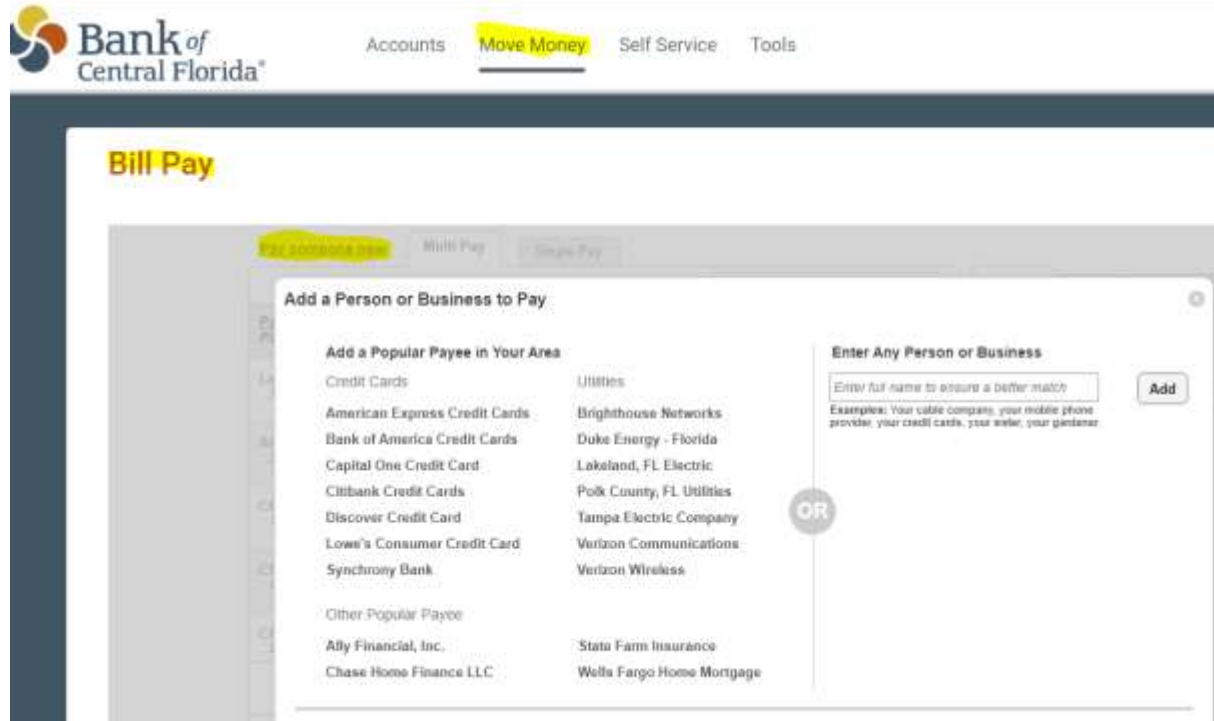 Bank of
Central Florida®
Accounts Move Money Self Service Tools
Bill Pay
Pay someone new Multi Pay Single Pay
Add a Person or Business to Pay
Add a Popular Payee in Your Area
Enter Any Person or Business
Credit Cards Utilities
Enter full name to ensure a better match Add
American Express Credit Cards Brighthouse Networks
Examples: Your cable company, your mobile phone
provider, your credit cards, your sister, your gardener
Bank of America Credit Cards Duke Energy - Florida
Capital One Credit Card Lakeland, FL Electric
Citibank Credit Cards Polk County, FL Utilities
Discover Credit Card Tampa Electric Company
OR
Lowe's Consumer Credit Card Verizon Communications
Synchrony Bank Verizon Wireless
Other Popular Payee
Ally Financial, Inc. State Farm Insurance
Chase Home Finance LLC Wells Fargo Home Mortgage